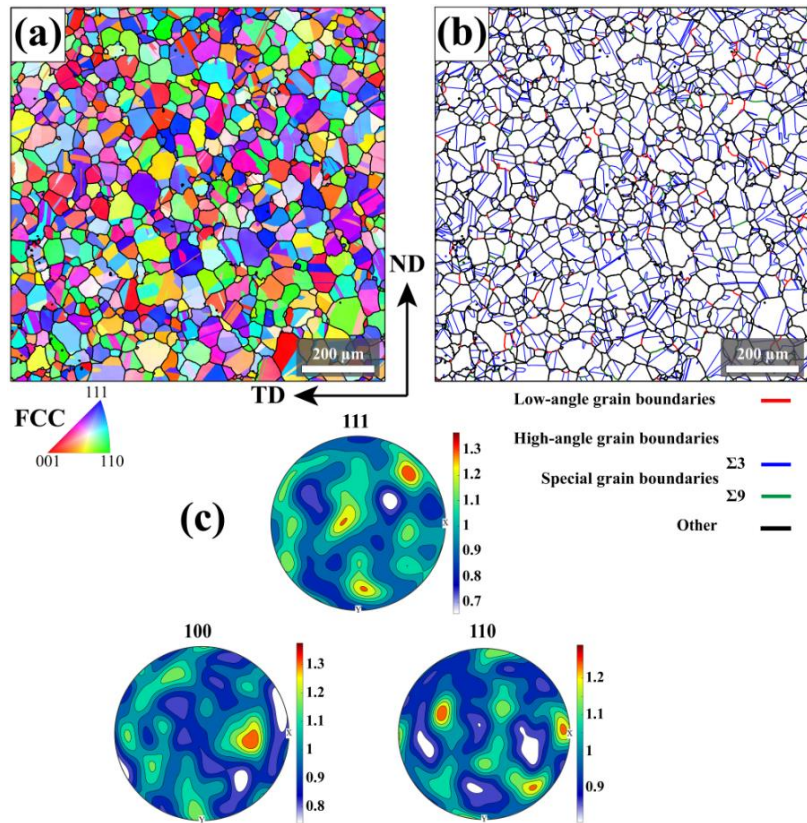 (a)
(b)
ND
200 µm
200 µm
TD
111
FCC
001
110
Low-angle grain boundaries
High-angle grain boundaries
Σ3
Special grain boundaries
Σ9
Other
(c)
111
X
Y
1.3
1.2
1.1
1
0.9
0.8
0.7
100
X
Y
1.3
1.2
1.1
1
0.9
0.8
110
X
Y
1.2
1.1
1
0.9